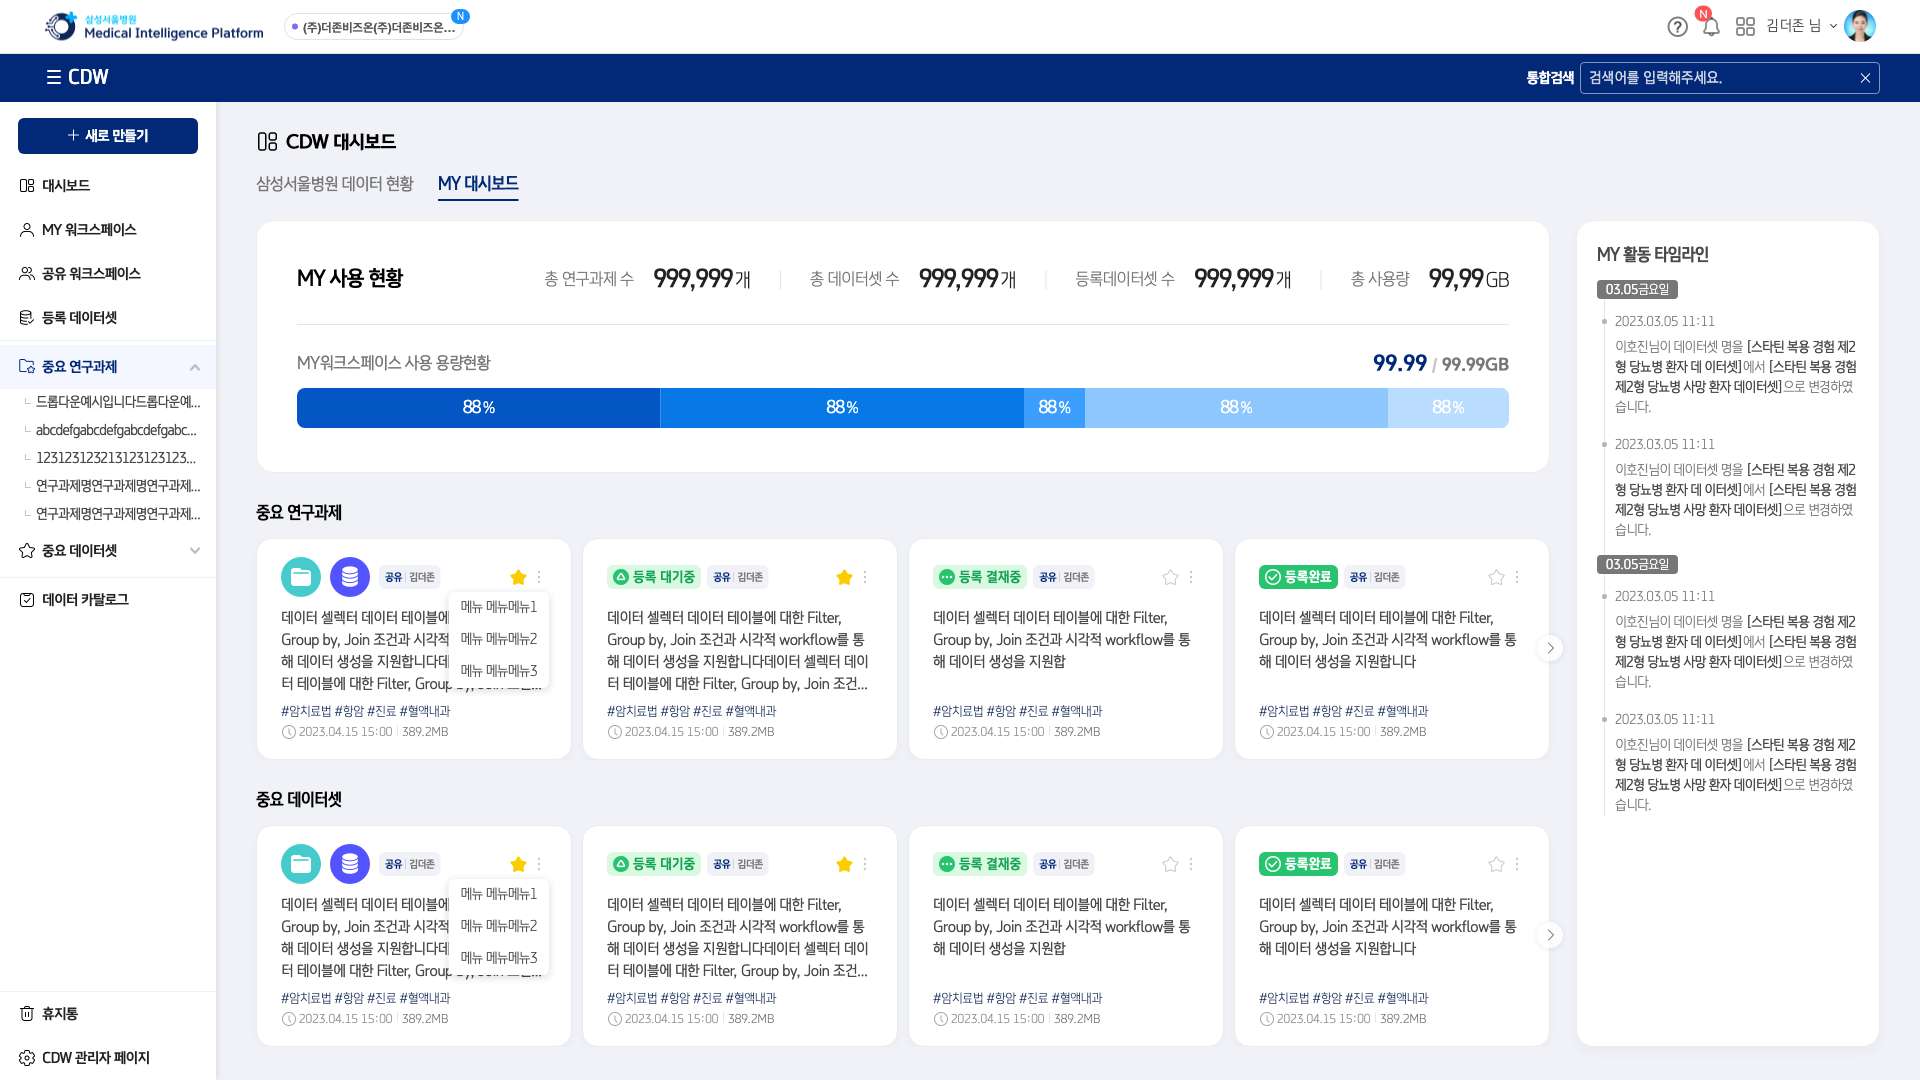 삼성서울병원
Medical Intelligence Platform
(주)더존비즈온(주)더존비즈온...
N
N
김더존 님
CDW
통합검색
검색어를 입력해주세요.
새로 만들기
대시보드
MY 워크스페이스
공유 워크스페이스
등록 데이터셋
중요 연구과제
드롭다운예시입니다드롭다운예...
abcdefgabcdefgabcdefgabc...
123123123213123123123...
연구과제명연구과제명연구과제...
연구과제명연구과제명연구과제...
중요 데이터셋
데이터 카탈로그
휴지통
CDW 관리자 페이지
CDW 대시보드
삼성서울병원 데이터 현황
MY 대시보드
MY 사용 현황
총 연구과제 수 999,999개
총 데이터셋 수 999,999개
등록데이터셋 수 999,999개
총 사용량 99,99GB
MY워크스페이스 사용 용량현황
99.99 / 99.99GB
88%
88%
88%
88%
88%
중요 연구과제
공유 김더존
데이터 셀렉터 데이터 테이블에
Group by, Join 조건과 시각적
해 데이터 생성을 지원합니다데
터 테이블에 대한 Filter, Group by, Join 조건...
메뉴 메뉴메뉴1
메뉴 메뉴메뉴2
메뉴 메뉴메뉴3
#암치료법 #항암 #진료 #혈액내과
2023.04.15 15:00 389.2MB
등록 대기중
공유 김더존
데이터 셀렉터 데이터 테이블에 대한 Filter,
Group by, Join 조건과 시각적 workflow를 통
해 데이터 생성을 지원합니다데이터 셀렉터 데이
터 테이블에 대한 Filter, Group by, Join 조건...
#암치료법 #항암 #진료 #혈액내과
2023.04.15 15:00 389.2MB
등록 결재중
공유 김더존
데이터 셀렉터 데이터 테이블에 대한 Filter,
Group by, Join 조건과 시각적 workflow를 통
해 데이터 생성을 지원합
#암치료법 #항암 #진료 #혈액내과
2023.04.15 15:00 389.2MB
등록완료
공유 김더존
데이터 셀렉터 데이터 테이블에 대한 Filter,
Group by, Join 조건과 시각적 workflow를 통
해 데이터 생성을 지원합니다
#암치료법 #항암 #진료 #혈액내과
2023.04.15 15:00 389.2MB
중요 데이터셋
공유 김더존
데이터 셀렉터 데이터 테이블에
Group by, Join 조건과 시각적
해 데이터 생성을 지원합니다데
터 테이블에 대한 Filter, Group by, Join 조건...
메뉴 메뉴메뉴1
메뉴 메뉴메뉴2
메뉴 메뉴메뉴3
#암치료법 #항암 #진료 #혈액내과
2023.04.15 15:00 389.2MB
등록 대기중
공유 김더존
데이터 셀렉터 데이터 테이블에 대한 Filter,
Group by, Join 조건과 시각적 workflow를 통
해 데이터 생성을 지원합니다데이터 셀렉터 데이
터 테이블에 대한 Filter, Group by, Join 조건...
#암치료법 #항암 #진료 #혈액내과
2023.04.15 15:00 389.2MB
등록 결재중
공유 김더존
데이터 셀렉터 데이터 테이블에 대한 Filter,
Group by, Join 조건과 시각적 workflow를 통
해 데이터 생성을 지원합
#암치료법 #항암 #진료 #혈액내과
2023.04.15 15:00 389.2MB
등록완료
공유 김더존
데이터 셀렉터 데이터 테이블에 대한 Filter,
Group by, Join 조건과 시각적 workflow를 통
해 데이터 생성을 지원합니다
#암치료법 #항암 #진료 #혈액내과
2023.04.15 15:00 389.2MB
MY 활동 타임라인
03.05금요일
2023.03.05 11:11
이호진님이 데이터셋 명을 [스타틴 복용 경험 제2
형 당뇨병 환자 데 이터셋]에서 [스타틴 복용 경험
제2형 당뇨병 사망 환자 데이터셋]으로 변경하였
습니다.
2023.03.05 11:11
이호진님이 데이터셋 명을 [스타틴 복용 경험 제2
형 당뇨병 환자 데 이터셋]에서 [스타틴 복용 경험
제2형 당뇨병 사망 환자 데이터셋]으로 변경하였
습니다.
03.05금요일
2023.03.05 11:11
이호진님이 데이터셋 명을 [스타틴 복용 경험 제2
형 당뇨병 환자 데 이터셋]에서 [스타틴 복용 경험
제2형 당뇨병 사망 환자 데이터셋]으로 변경하였
습니다.
2023.03.05 11:11
이호진님이 데이터셋 명을 [스타틴 복용 경험 제2
형 당뇨병 환자 데 이터셋]에서 [스타틴 복용 경험
제2형 당뇨병 사망 환자 데이터셋]으로 변경하였
습니다.